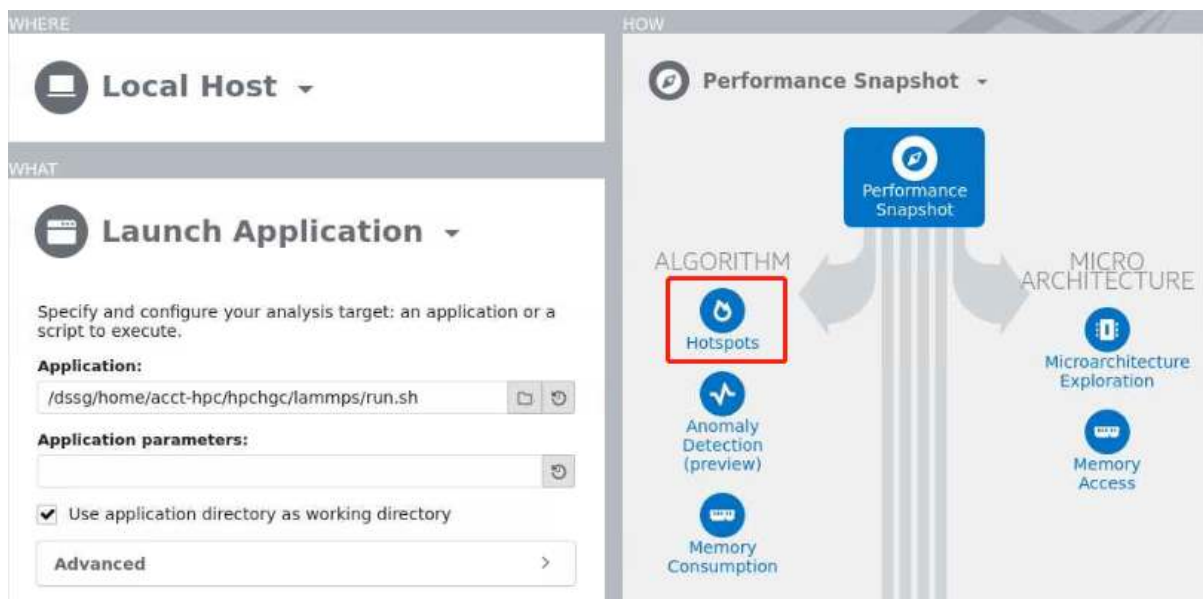 WHERE
Local Host
WHAT
Launch Application
Specify and configure your analysis target: an application or a
script to execute.
Application:
/dssg/home/acct-hpc/hpchgc/lammps/run.sh
Application parameters:
Use application directory as working directory
Advanced
HOW
Performance Snapshot
Performance
Snapshot
ALGORITHM
Hotspots
Anomaly
Detection
(preview)
Memory
Consumption
MICRO
ARCHITECTURE
Microarchitecture
Exploration
Memory
Access